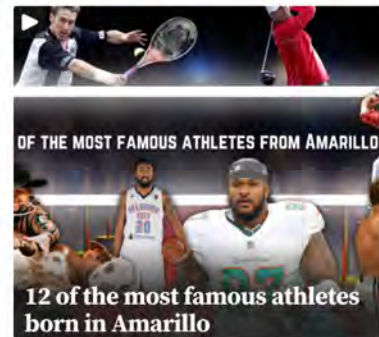 OF THE MOST FAMOUS ATHLETES FROM AMARILLO
12 of the most famous athletes
born in Amarillo